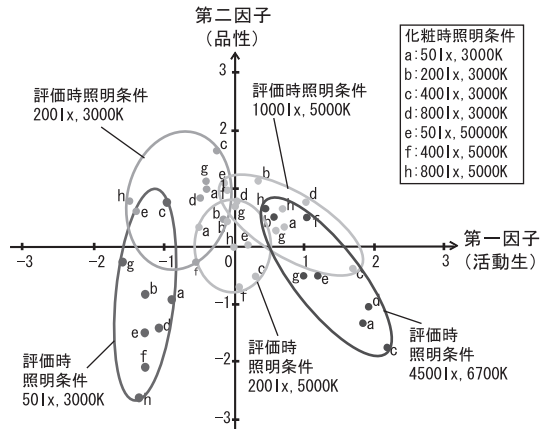 第二因子
(品性)
化粧時照明条件
a:50lx,3000K
b:200lx,3000K
c:400lx,3000K
d:800lx,3000K
e:50lx,50000K
f:400lx,5000K
h:800lx,5000K
評価時照明条件
200lx,3000K
評価時照明条件
1000lx,5000K
3
2
1
0
-1
-2
-3
-3
-2
-1
1
2
3
第一因子
(活動生)
評価時
照明条件
50lx,3000K
評価時
照明条件
200lx,5000K
評価時
照明条件
4500lx,6700K
c
g
a
d
f
h
e
c
b
b
d
h
h
d
f
b
a
g
g
b
a
e
d
f
h
h
e
c
f
f
c
g
e
d
a
c